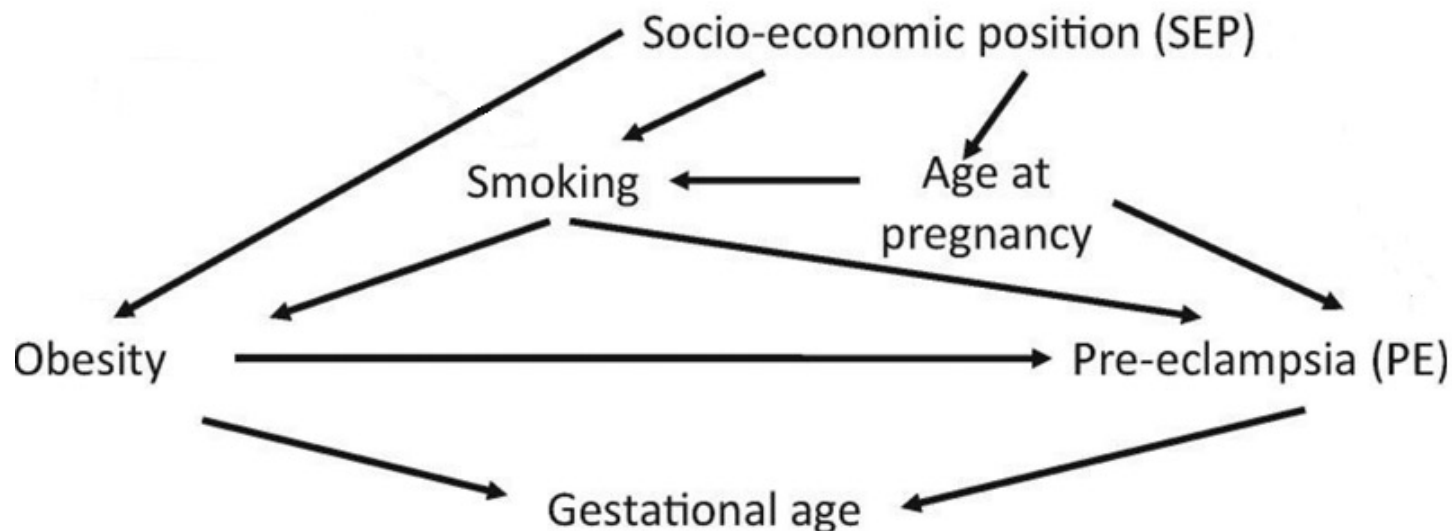 Socio-economic position (SEP)
Smoking
Age at
pregnancy
Obesity
Pre-eclampsia (PE)
Gestational age